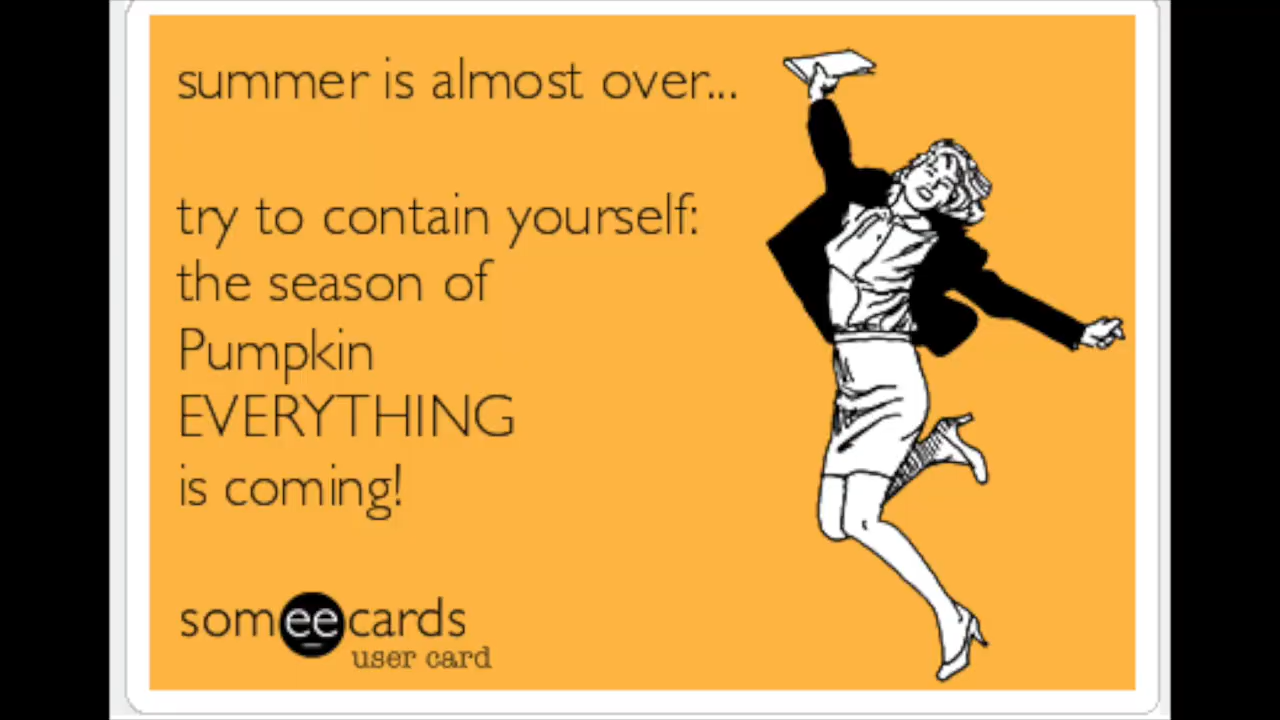 summer is almost over...
try to contain yourself:
the season of
Pumpkin
EVERYTHING
is coming!
someecards
user card